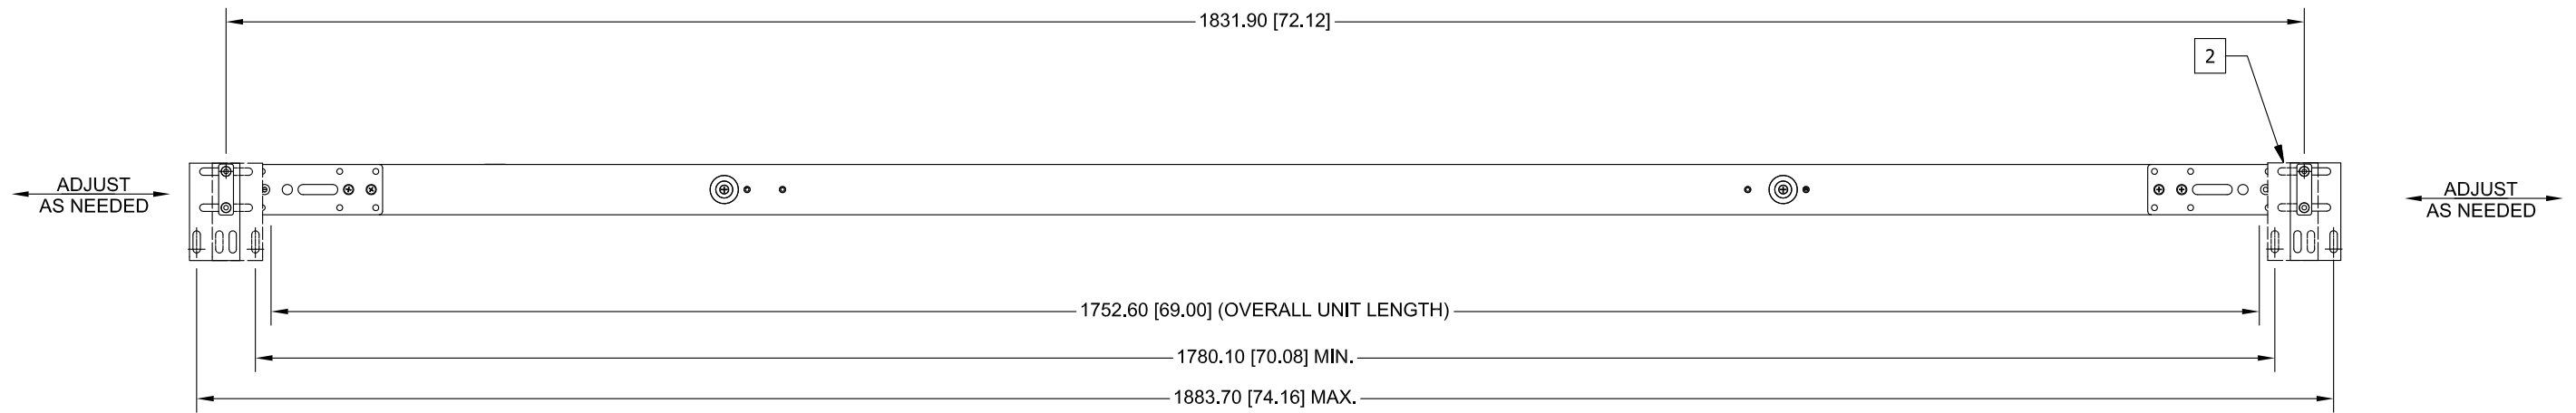 1831.90 [72.12]
2
ADJUST
AS NEEDED
ADJUST
AS NEEDED
1752.60 [69.00] (OVERALL UNIT LENGTH)
1780.10 [70.08] MIN.
1883.70 [74.16] MAX.